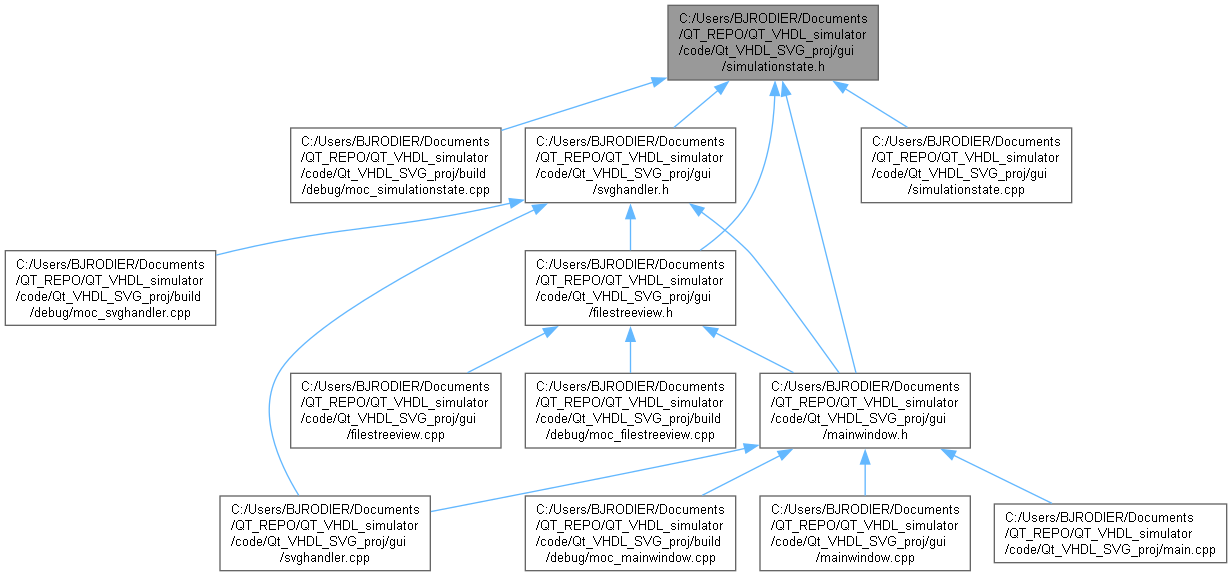 C:/Users/BJRODIER/Documents
/QT_REPO/QT_VHDL_simulator
/code/Qt_VHDL_SVG_proj/gui
/simulationstate.h
C:/Users/BJRODIER/Documents
/QT_REPO/QT_VHDL_simulator
/code/Qt_VHDL_SVG_proj/build
/debug/moc_simulationstate.cpp
C:/Users/BJRODIER/Documents
/QT_REPO/QT_VHDL_simulator
/code/Qt_VHDL_SVG_proj/gui
/svghandler.h
C:/Users/BJRODIER/Documents
/QT_REPO/QT_VHDL_simulator
/code/Qt_VHDL_SVG_proj/gui
/simulationstate.cpp
C:/Users/BJRODIER/Documents
/QT_REPO/QT_VHDL_simulator
/code/Qt_VHDL_SVG_proj/build
/debug/moc_svghandler.cpp
C:/Users/BJRODIER/Documents
/QT_REPO/QT_VHDL_simulator
/code/Qt_VHDL_SVG_proj/gui
/filestreeview.h
C:/Users/BJRODIER/Documents
/QT_REPO/QT_VHDL_simulator
/code/Qt_VHDL_SVG_proj/gui
/filestreeview.cpp
C:/Users/BJRODIER/Documents
/QT_REPO/QT_VHDL_simulator
/code/Qt_VHDL_SVG_proj/build
/debug/moc_filestreeview.cpp
C:/Users/BJRODIER/Documents
/QT_REPO/QT_VHDL_simulator
/code/Qt_VHDL_SVG_proj/gui
/mainwindow.h
C:/Users/BJRODIER/Documents
/QT_REPO/QT_VHDL_simulator
/code/Qt_VHDL_SVG_proj/gui
/svghandler.cpp
C:/Users/BJRODIER/Documents
/QT_REPO/QT_VHDL_simulator
/code/Qt_VHDL_SVG_proj/build
/debug/moc_mainwindow.cpp
C:/Users/BJRODIER/Documents
/QT_REPO/QT_VHDL_simulator
/code/Qt_VHDL_SVG_proj/gui
/mainwindow.cpp
C:/Users/BJRODIER/Documents
/QT_REPO/QT_VHDL_simulator
/code/Qt_VHDL_SVG_proj/main.cpp